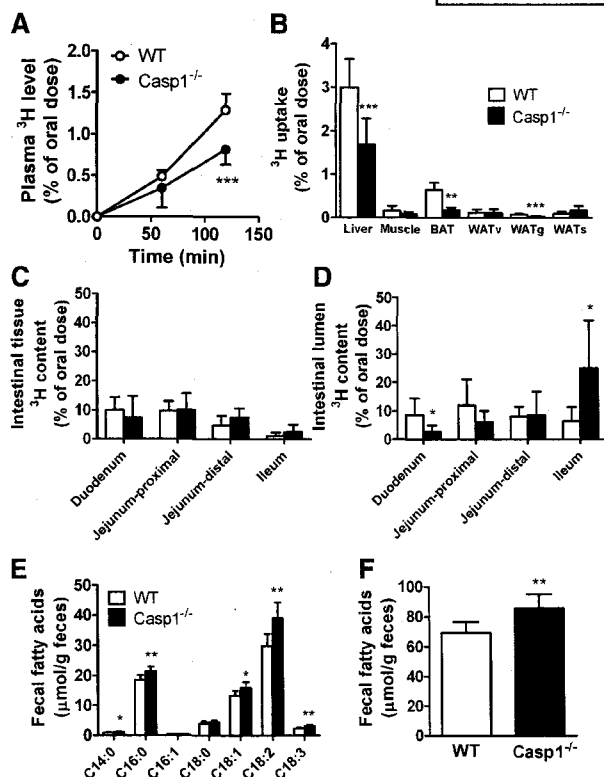 A
Plasma ³H level
(% of oral dose)
2.0
1.5
1.0
0.5
0.0
WT
Casp1⁻/⁻
***
0 50 100 150
Time (min)
B
³H uptake
(% of oral dose)
4
3
2
1
0
WT
Casp1⁻/⁻
*** ** ***
Liver Muscle BAT WATv WATg WATs
C
Intestinal tissue
³H content
(% of oral dose)
50
40
30
20
10
0
Duodenum
Jejunum-proximal
Jejunum-distal
Ileum
D
Intestinal lumen
³H content
(% of oral dose)
50
40
30
20
10
0
* *
Duodenum
Jejunum-proximal
Jejunum-distal
Ileum
E
Fecal fatty acids
(µmol/g feces)
50
40
30
20
10
0
WT
Casp1⁻/⁻
* ** * ** **
C14:0 C16:0 C16:1 C18:0 C18:1 C18:2 C18:3
F
Fecal fatty acids
(µmol/g feces)
100
80
60
40
20
0
**
WT Casp1⁻/⁻